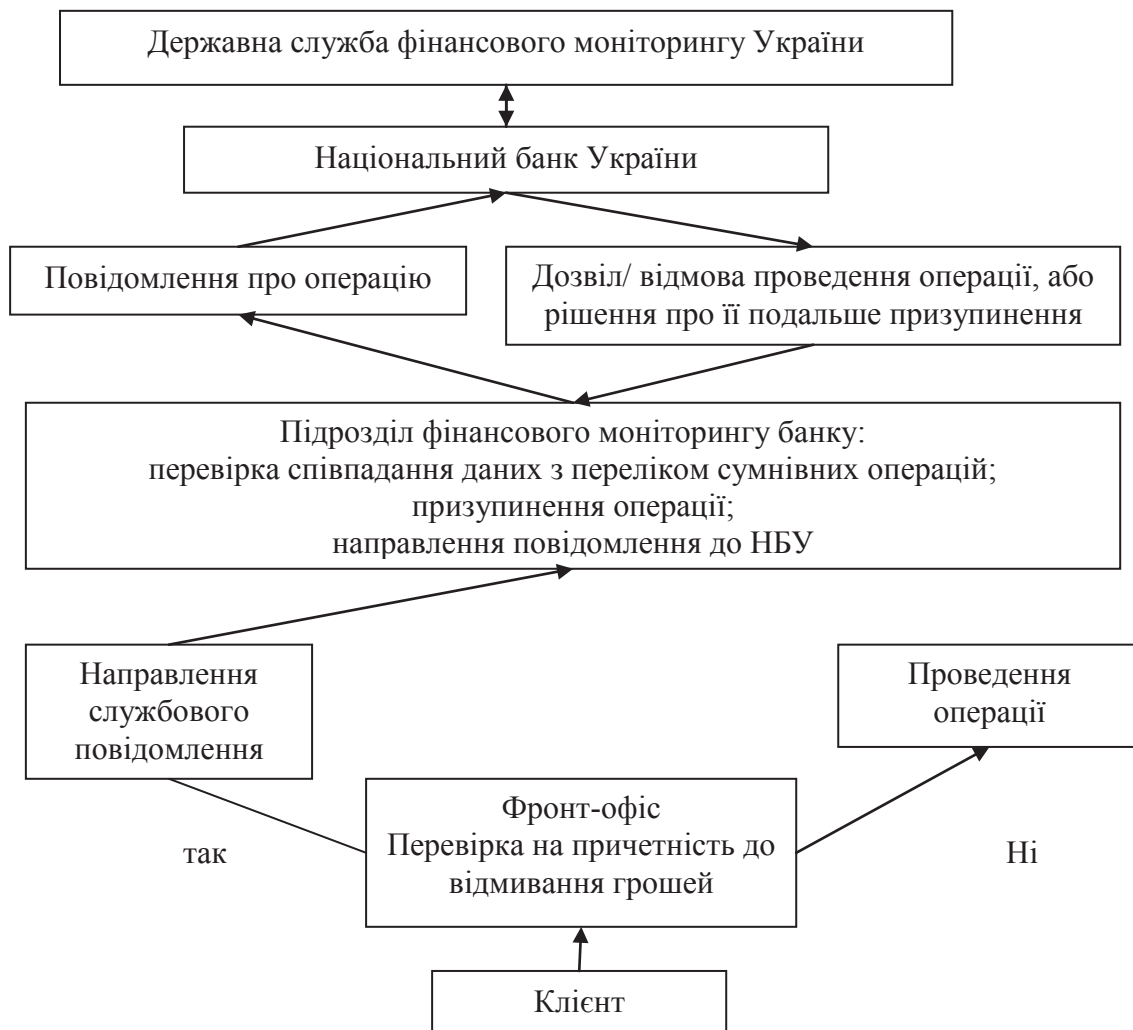 Державна служба фінансового моніторингу України
Національний банк України
Повідомлення про операцію
Дозвіл/ відмова проведення операції, або
рішення про її подальше призупинення
Підрозділ фінансового моніторингу банку:
перевірка співпадання даних з переліком сумнівних операцій;
призупинення операції;
направлення повідомлення до НБУ
Направлення
службового
повідомлення
Проведення
операції
Фронт-офіс
Перевірка на причетність до
відмивання грошей
так
Ні
Клієнт